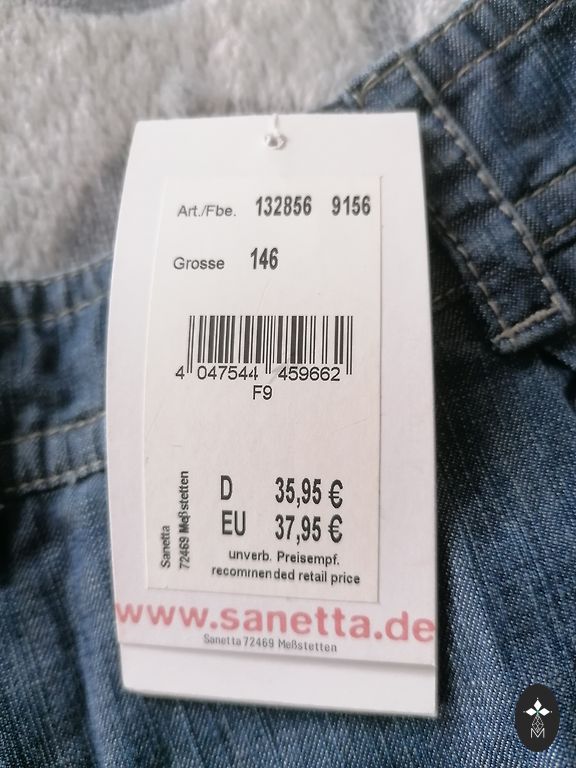 Art./Fbe. 132856 9156
Grosse 146
4 047544 459662
F9
D 35,95 €
EU 37,95 €
unverb. Preisempf.
recommended retail price
Sanetta
72469 Meßstetten
www.sanetta.de
Sanetta 72469 Meßstetten
M